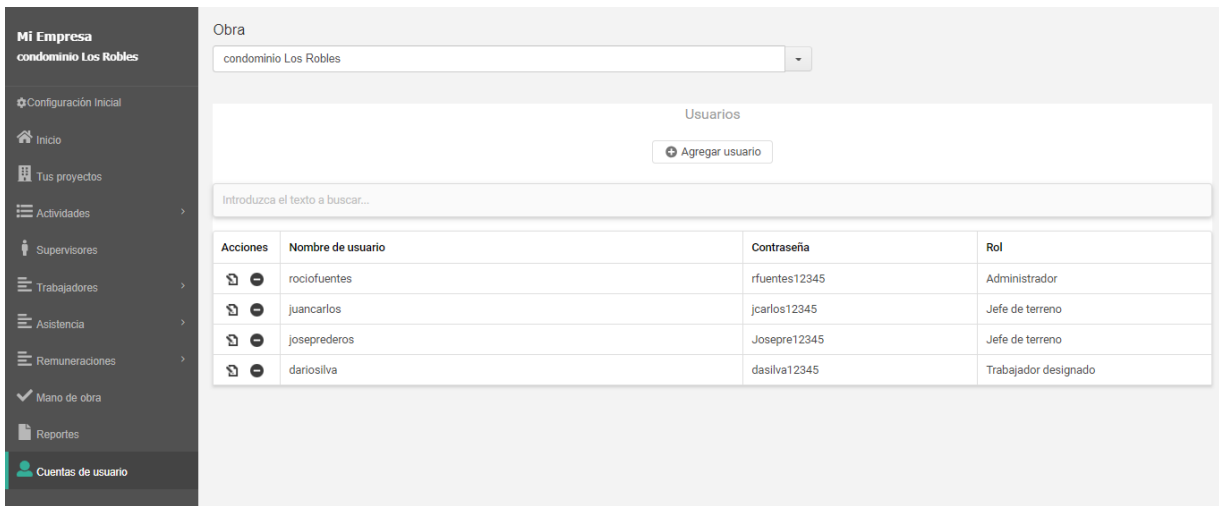 Mi Empresa
condominio Los Robles
Configuración Inicial
Inicio
Tus proyectos
Actividades
Supervisores
Trabajadores
Asistencia
Remuneraciones
Mano de obra
Reportes
Cuentas de usuario
Obra
condominio Los Robles
Usuarios
Agregar usuario
Introduzca el texto a buscar...
Acciones Nombre de usuario Contraseña Rol
rociofuentes rfuentes12345 Administrador
juancarlos jcarlos12345 Jefe de terreno
joseprederos Josepre12345 Jefe de terreno
dariosilva dasilva12345 Trabajador designado